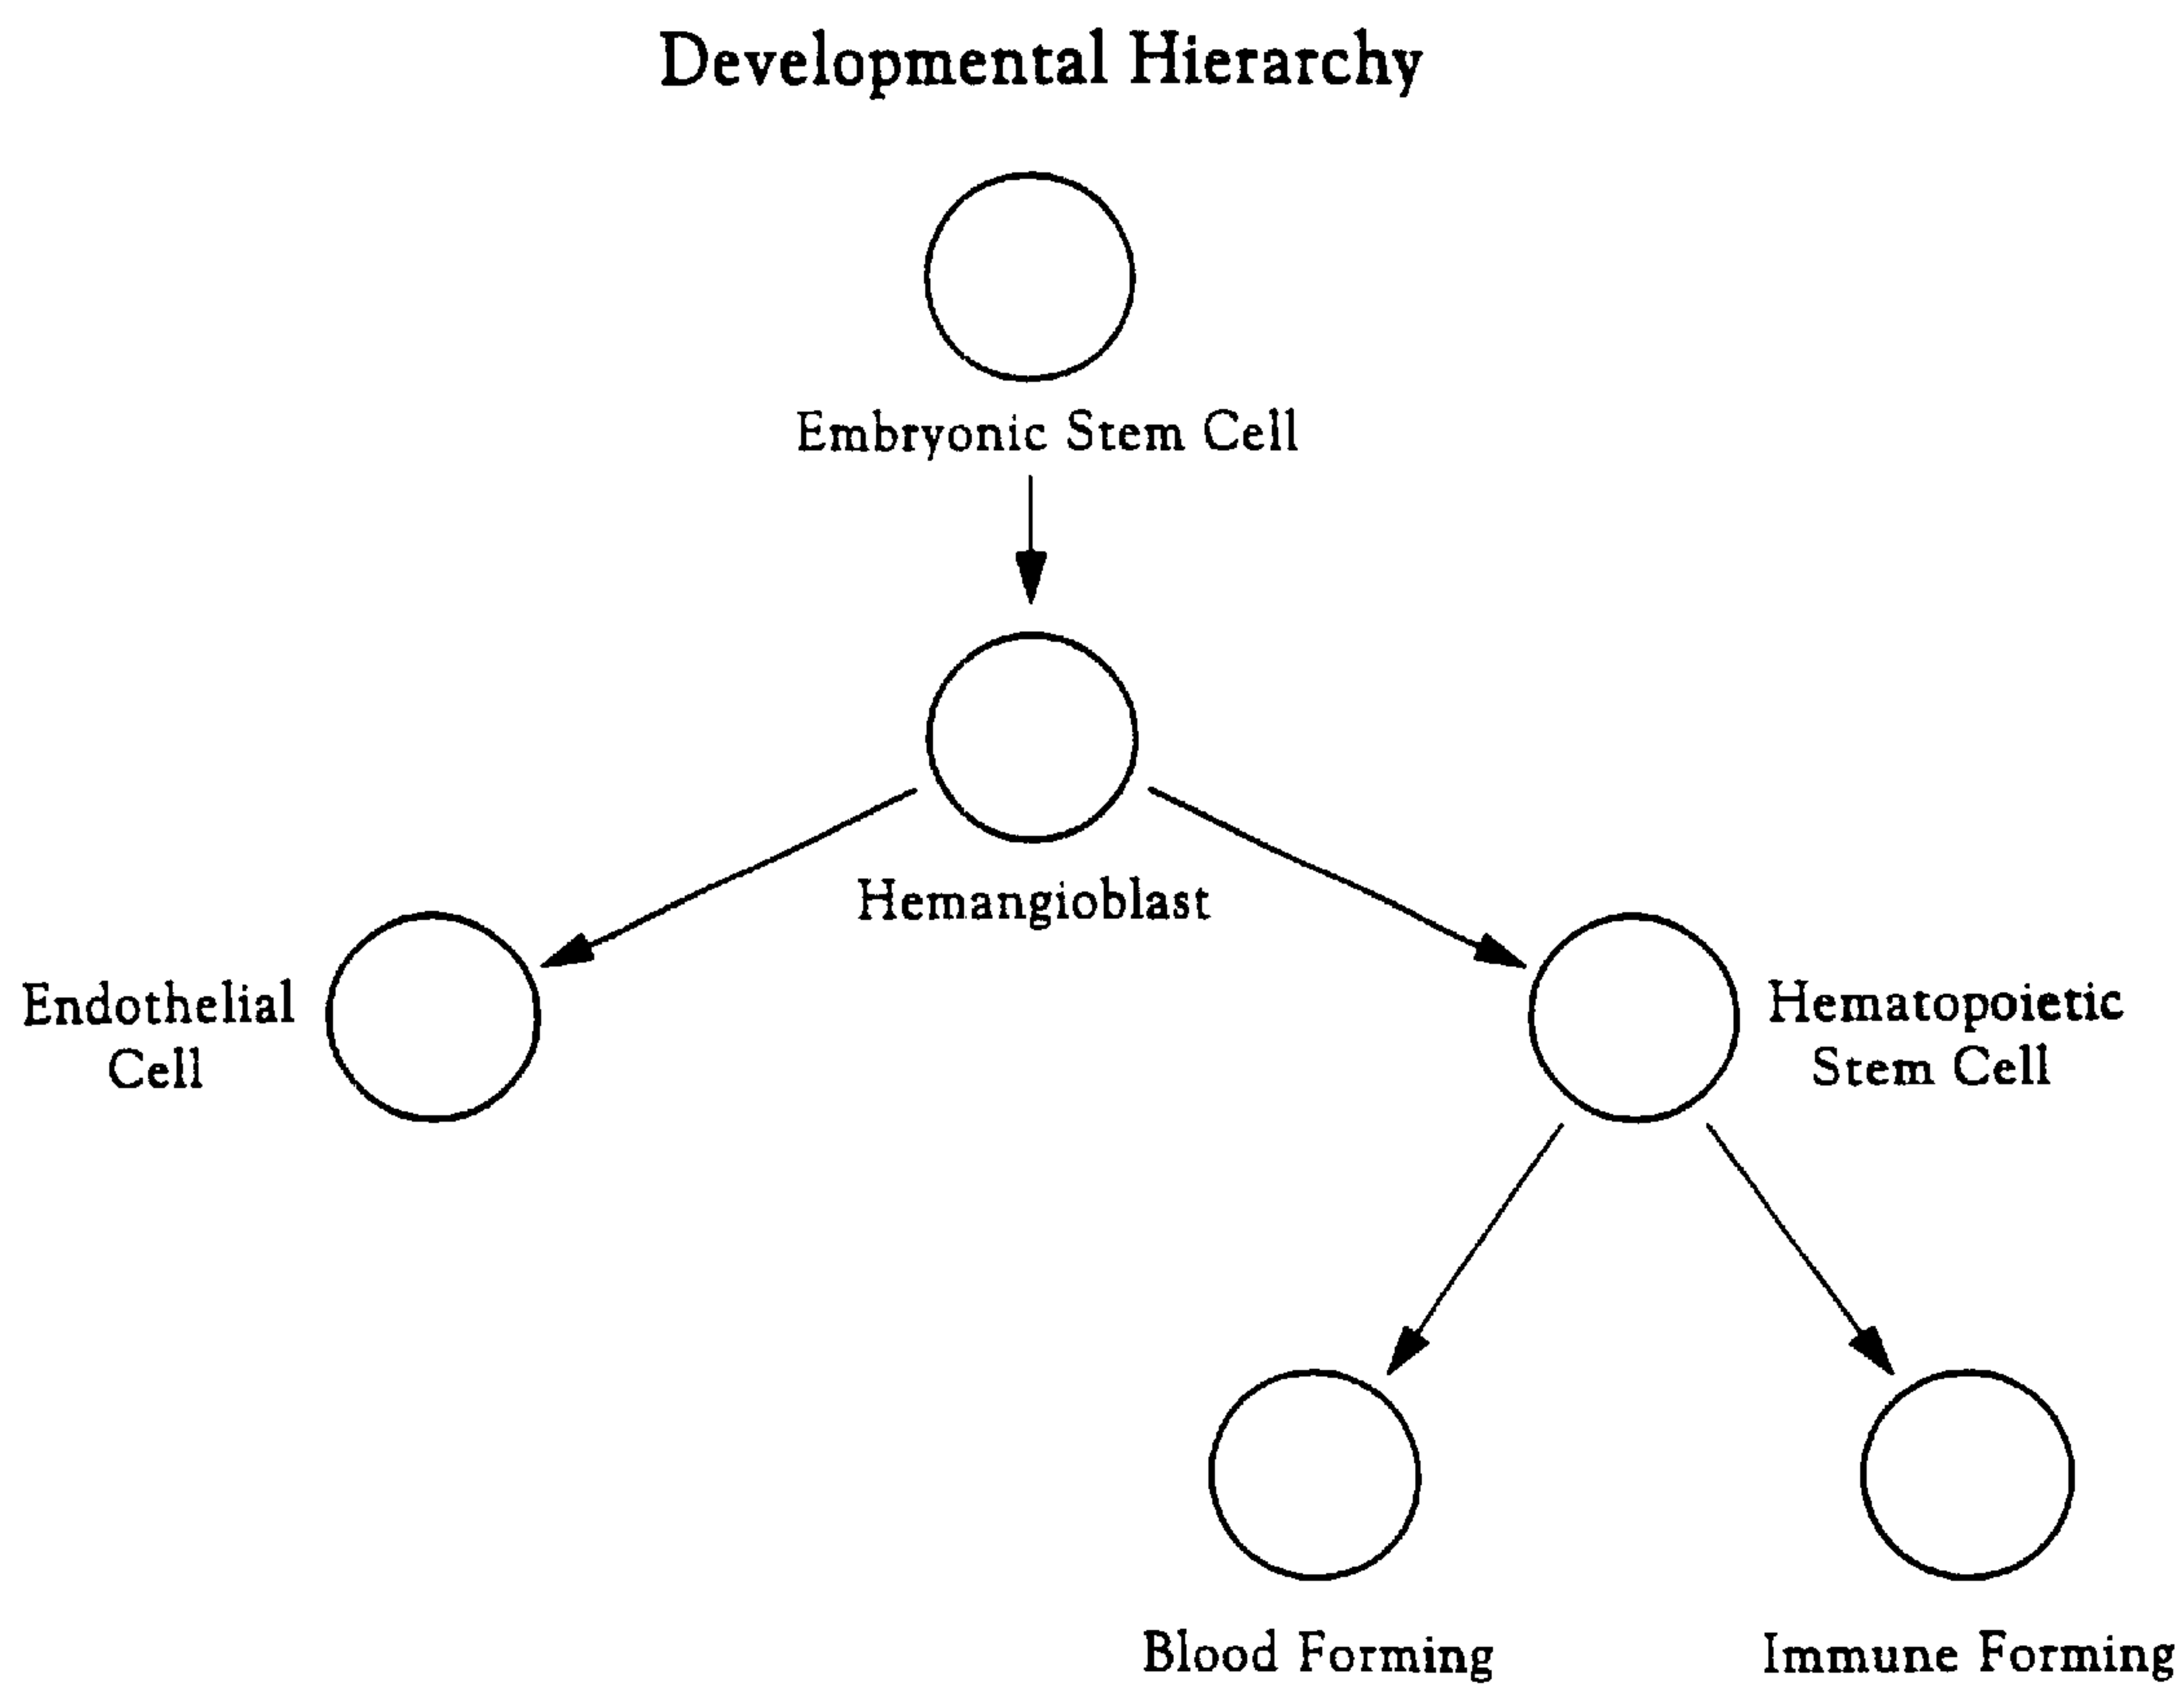 Developmental Hierarchy
Embryonic Stem Cell
Hemangioblast
Endothelial
Cell
Hematopoietic
Stem Cell
Blood Forming
Immune Forming